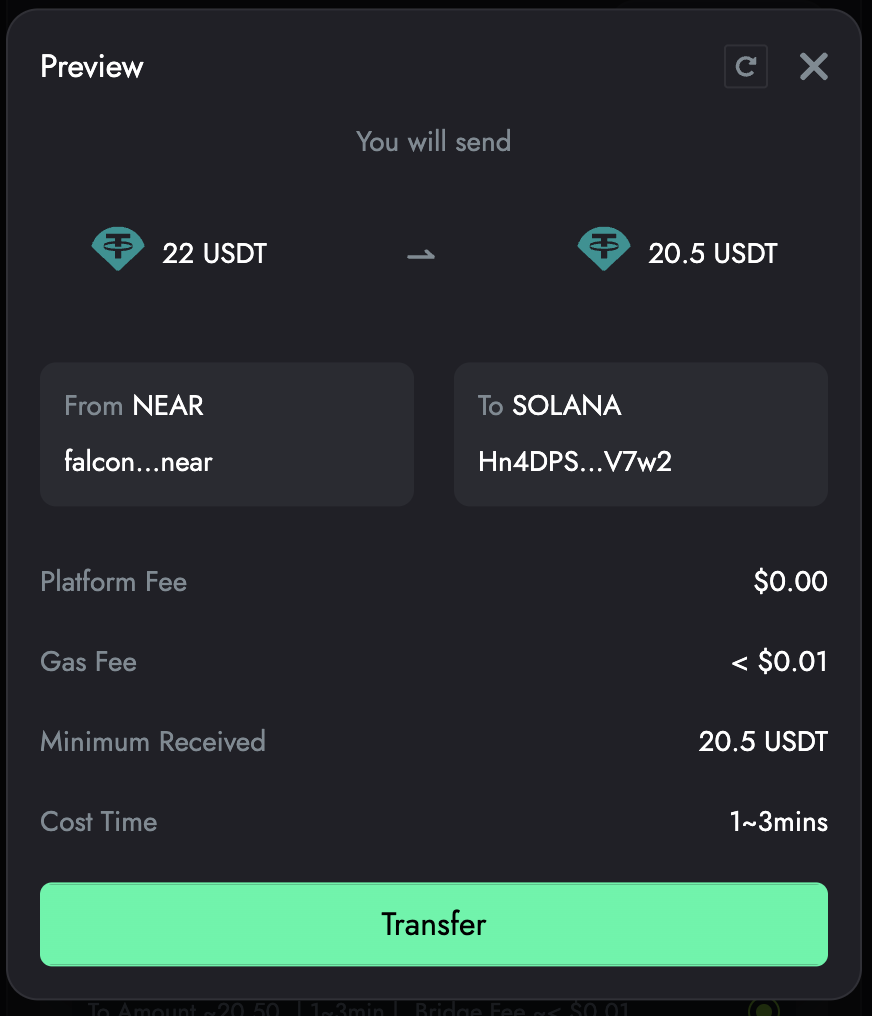 Preview
You will send
22 USDT
20.5 USDT
From NEAR
falcon...near
To SOLANA
Hn4DPS...V7w2
Platform Fee
$0.00
Gas Fee
< $0.01
Minimum Received
20.5 USDT
Cost Time
1~3mins
Transfer
To Amount ~20.50 | 1~3min | Bridge Fee ~< $0.01